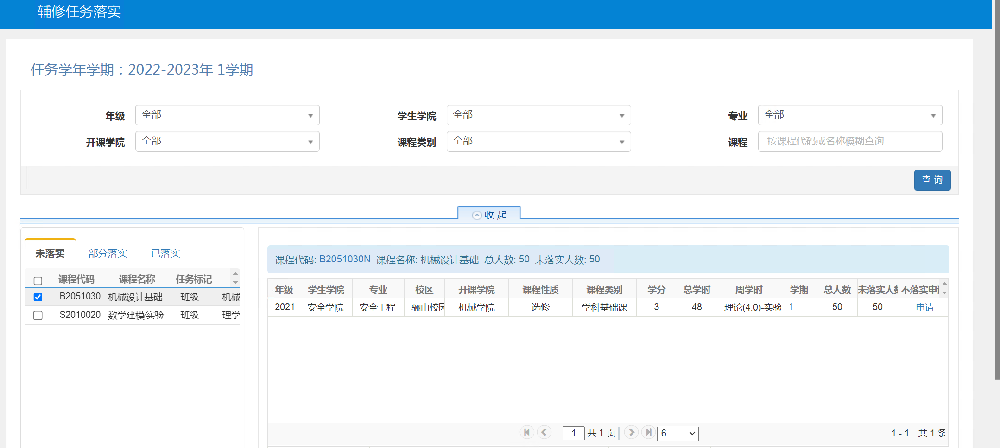 辅修任务落实
任务学年学期：2022-2023年 1学期
年级 全部 学生学院 全部 专业 全部
开课学院 全部 课程类别 全部 课程 按课程代码或名称模糊查询
查 询
收 起
未落实 部分落实 已落实
课程代码 课程名称 任务标记
B2051030 机械设计基础 班级 机械
S2010020 数学建模/实验 班级 理学
课程代码: B2051030N 课程名称: 机械设计基础 总人数: 50 未落实人数: 50
年级 学生学院 专业 校区 开课学院 课程性质 课程类别 学分 总学时 周学时 学期 总人数 未落实人数 不落实申请
2021 安全学院 安全工程 骊山校园 机械学院 选修 学科基础课 3 48 理论(4.0)-实验 1 50 50 申请
1 共 1 页 6 1 - 1 共 1 条